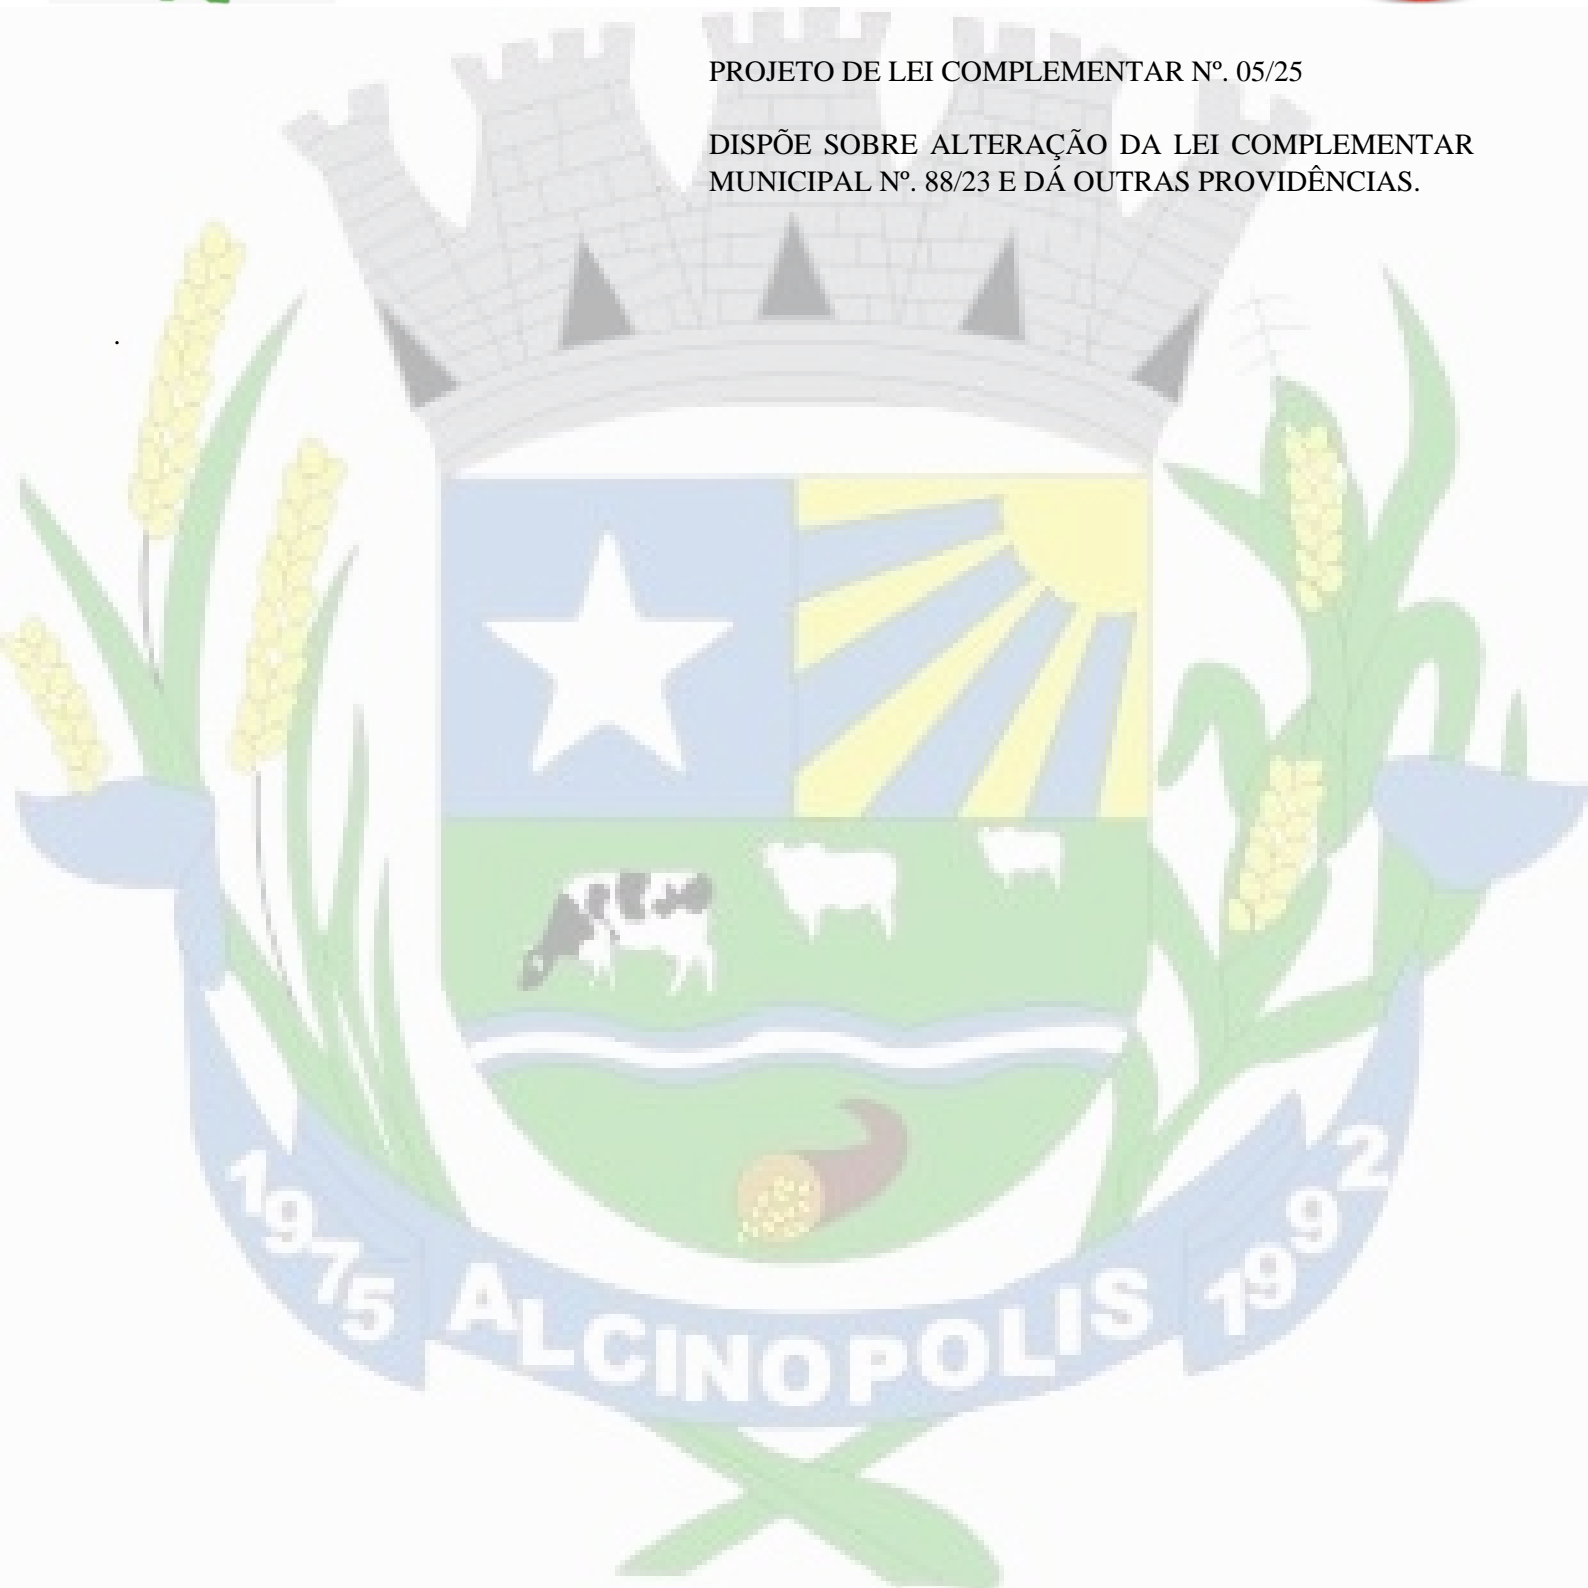 PROJETO DE LEI COMPLEMENTAR Nº. 05/25
DISPÕE SOBRE ALTERAÇÃO DA LEI COMPLEMENTAR
MUNICIPAL Nº. 88/23 E DÁ OUTRAS PROVIDÊNCIAS.
.
1975 ALCINOPOLIS 1992